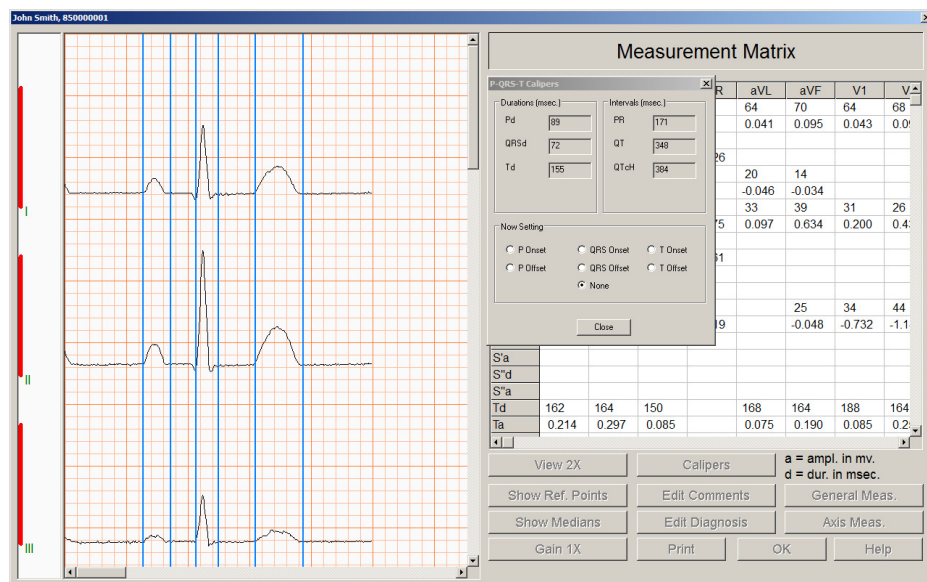 John Smith, 850000001
I
II
III
Measurement Matrix
P-QRS-T Calipers
Durations (msec.)
Intervals (msec.)
Pd 89 PR 171
QRSd 72 QT 348
Td 155 QTcH 384
Now Setting
P Onset QRS Onset T Onset
P Offset QRS Offset T Offset
None
Close
R aVL aVF V1 V
64 70 64 68
0.041 0.095 0.043
26
20 14
-0.046 -0.034
33 39 31 26
75 0.097 0.634 0.200
25 34 44
19 -0.048 -0.732
S'a
S"d
S"a
Td 162 164 150 168 164 188 164
Ta 0.214 0.297 0.085 0.075 0.190 0.085
View 2X Calipers
a = ampl. in mv.
d = dur. in msec.
Show Ref. Points Edit Comments General Meas.
Show Medians Edit Diagnosis Axis Meas.
Gain 1X Print OK Help